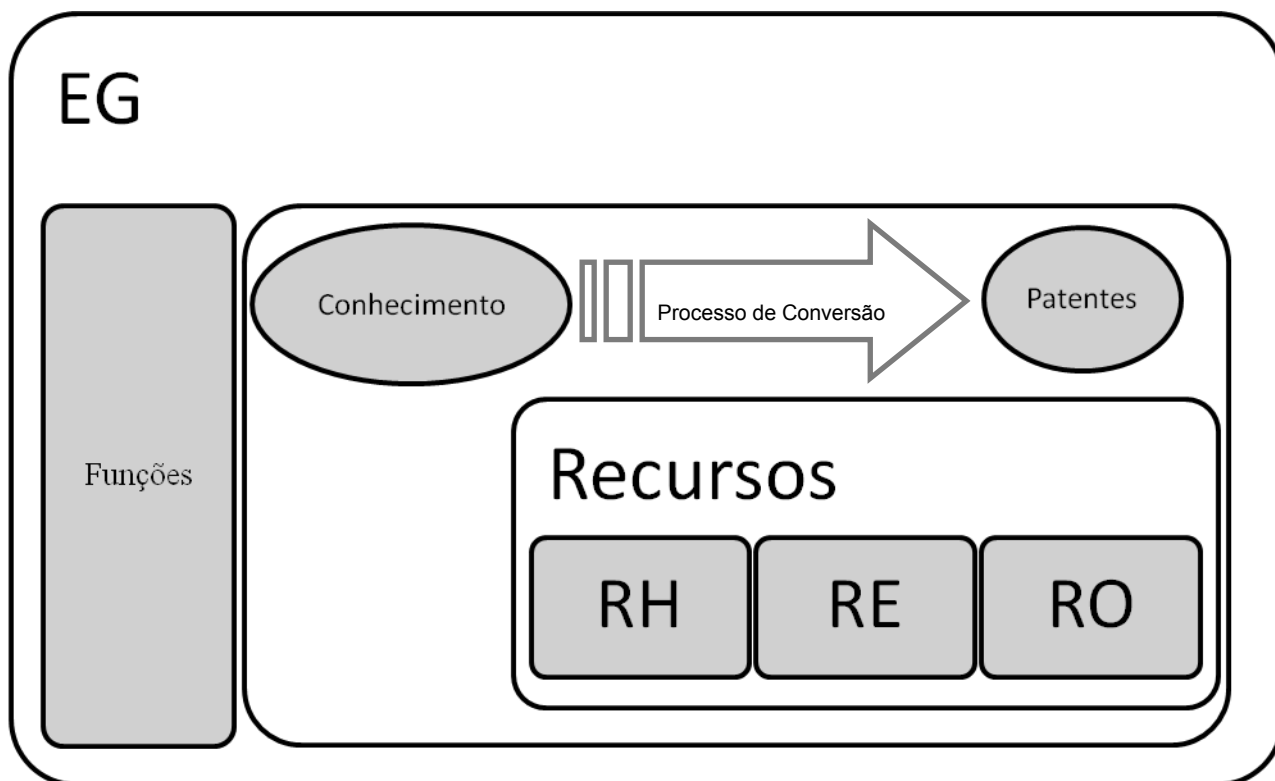 EG
Conhecimento
Processo de Conversão
Patentes
Funções
Recursos
RH
RE
RO